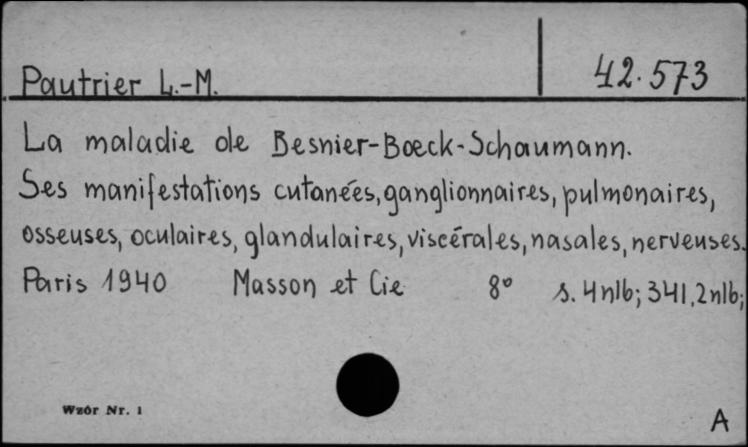 Pautrier L.-M.
42.573
La maladie de Besnier-Boeck-Schaumann.
Ses manifestations cutanées, ganglionnaires, pulmonaires,
osseuses, oculaires, glandulaires, viscérales, nasales, nerveuses.
Paris 1940 Masson et Cie 8° s. 4nlb; 341, 2nlb;
Wzór Nr. 1
A